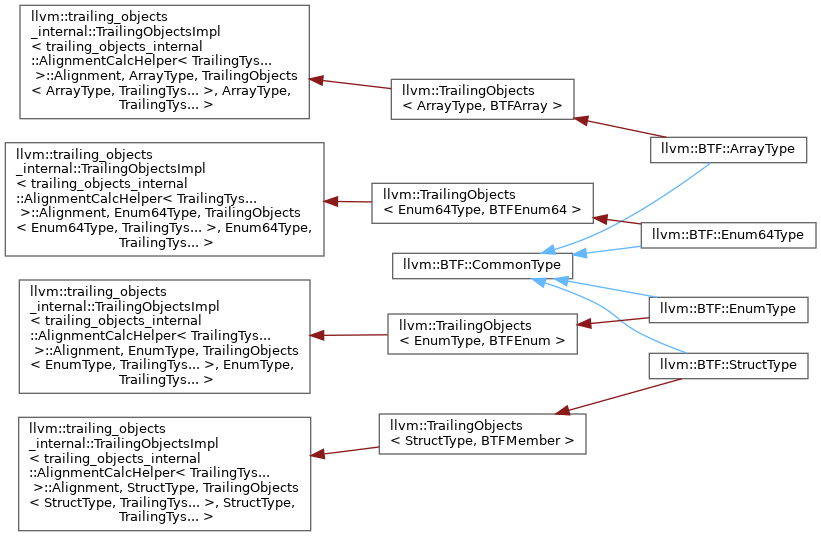 llvm::trailing_objects
_internal::TrailingObjectsImpl
< trailing_objects_internal
::AlignmentCalcHelper< TrailingTys...
>::Alignment, ArrayType, TrailingObjects
< ArrayType, TrailingTys... >, ArrayType,
TrailingTys... >
llvm::TrailingObjects
< ArrayType, BTFArray >
llvm::BTF::ArrayType
llvm::trailing_objects
_internal::TrailingObjectsImpl
< trailing_objects_internal
::AlignmentCalcHelper< TrailingTys...
>::Alignment, Enum64Type, TrailingObjects
< Enum64Type, TrailingTys... >, Enum64Type,
TrailingTys... >
llvm::TrailingObjects
< Enum64Type, BTFEnum64 >
llvm::BTF::Enum64Type
llvm::BTF::CommonType
llvm::trailing_objects
_internal::TrailingObjectsImpl
< trailing_objects_internal
::AlignmentCalcHelper< TrailingTys...
>::Alignment, EnumType, TrailingObjects
< EnumType, TrailingTys... >, EnumType,
TrailingTys... >
llvm::TrailingObjects
< EnumType, BTFEnum >
llvm::BTF::EnumType
llvm::BTF::StructType
llvm::trailing_objects
_internal::TrailingObjectsImpl
< trailing_objects_internal
::AlignmentCalcHelper< TrailingTys...
>::Alignment, StructType, TrailingObjects
< StructType, TrailingTys... >, StructType,
TrailingTys... >
llvm::TrailingObjects
< StructType, BTFMember >